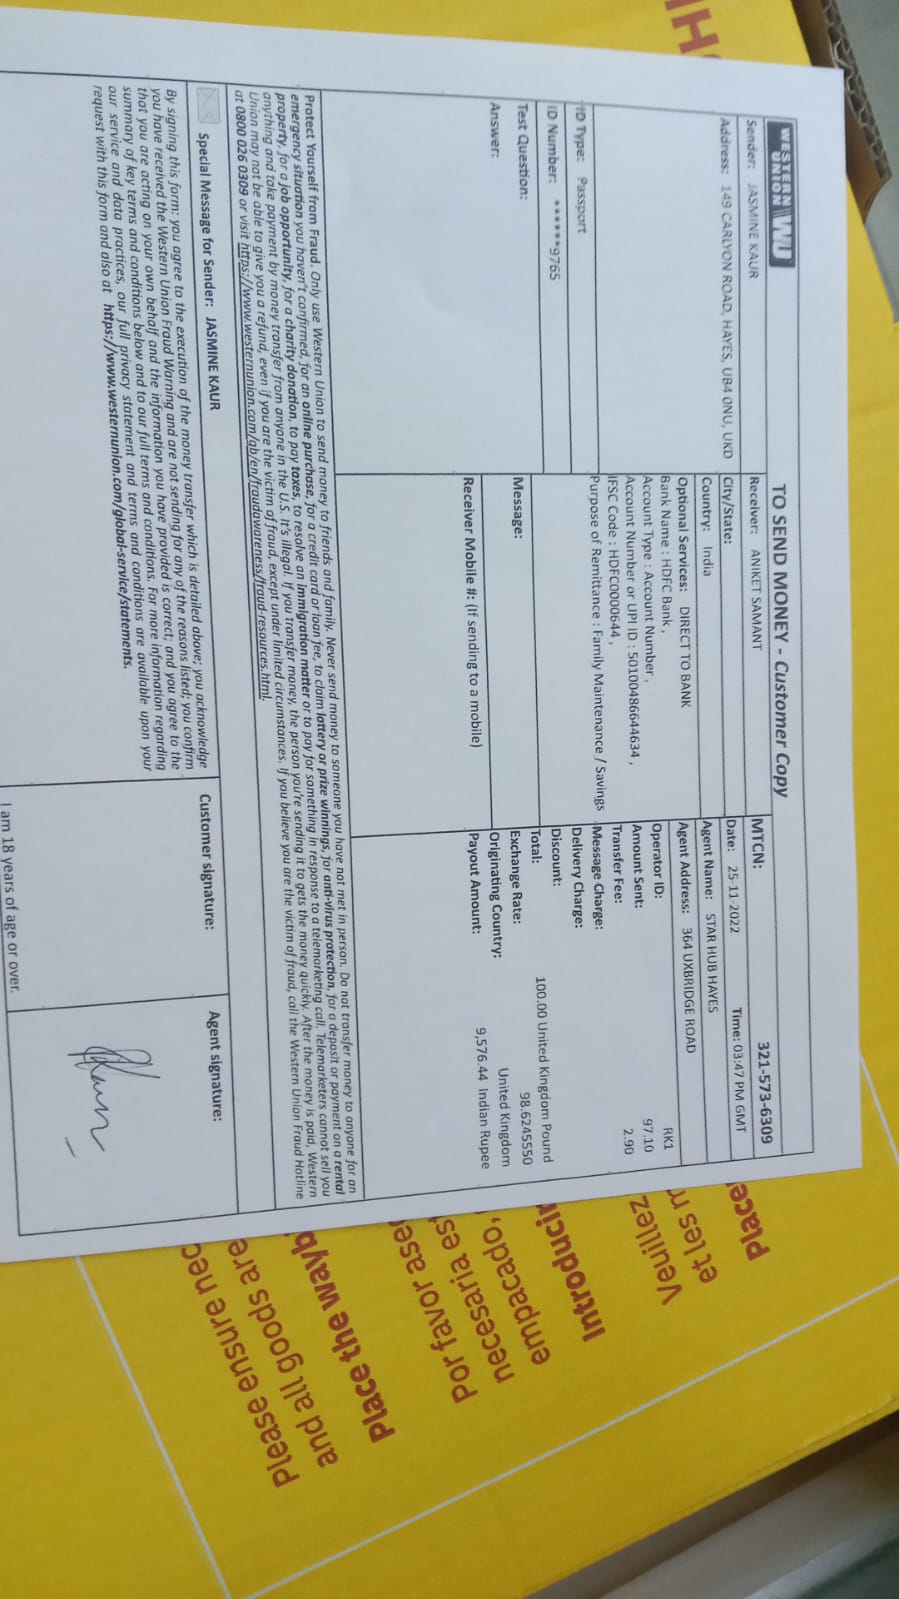 WESTERN
UNION WU
TO SEND MONEY - Customer Copy
MTCN: 321-573-6309
Sender: JASMINE KAUR
Address: 149 CARLYON ROAD, HAYES, UB4 0NU, UKD
ID Type: Passport
ID Number: ******9765
Test Question:
Answer:
Receiver: ANIKET SAMANT
City/State:
Country: India
Optional Services: DIRECT TO BANK
Bank Name : HDFC Bank ,
Account Type : Account Number ,
Account Number or UPI ID : 50100486644634 ,
IFSC Code : HDFC0000644 ,
Purpose of Remittance : Family Maintenance / Savings
Message:
Receiver Mobile #: (If sending to a mobile)
Date: 25-11-2022 Time: 03:47 PM GMT
Agent Name: STAR HUB HAYES
Agent Address: 364 UXBRIDGE ROAD
Operator ID: RK1
Amount Sent: 97.10
Transfer Fee: 2.90
Message Charge:
Delivery Charge:
Discount:
Total: 100.00 United Kingdom Pound
Exchange Rate: 98.6245550
Originating Country: United Kingdom
Payout Amount: 9,576.44 Indian Rupee
Protect Yourself from Fraud. Only use Western Union to send money to friends and family. Never send money to someone you have not met in person. Do not transfer money to anyone for an
emergency situation you haven't confirmed, for an online purchase, for a credit card or loan fee, to claim lottery or prize winnings, for anti-virus protection, for a deposit or payment on a rental
property, for a job opportunity, for a charity donation, to pay taxes, to resolve an immigration matter or to pay for something in response to a telemarketing call. Telemarketers cannot sell you
anything and take payment by money transfer from anyone in the U.S. It's illegal. If you transfer money, the person you're sending it to gets the money quickly. After the money is paid, Western
Union may not be able to give you a refund, even if you are the victim of fraud, except under limited circumstances. If you believe you are the victim of fraud, call the Western Union Fraud Hotline
at 0800 026 0309 or visit https://www.westernunion.com/gb/en/fraudawareness/fraud-resources.html.
Special Message for Sender: JASMINE KAUR
By signing this form: you agree to the execution of the money transfer which is detailed above; you acknowledge
you have received the Western Union Fraud Warning and are not sending for any of the reasons listed; you confirm
that you are acting on your own behalf and the information you have provided is correct; and you agree to the
summary of key terms and conditions below and to our full terms and conditions. For more information regarding
our service and data practices, our full privacy statement and terms and conditions are available upon your
request with this form and also at https://www.westernunion.com/global-service/statements.
Customer signature:
I am 18 years of age or over.
Agent signature:
Place
et les m
Veuillez
Introducir
empacado,
necesaria es
Por favor ase
Place the wayb
and all goods are
Please ensure nec